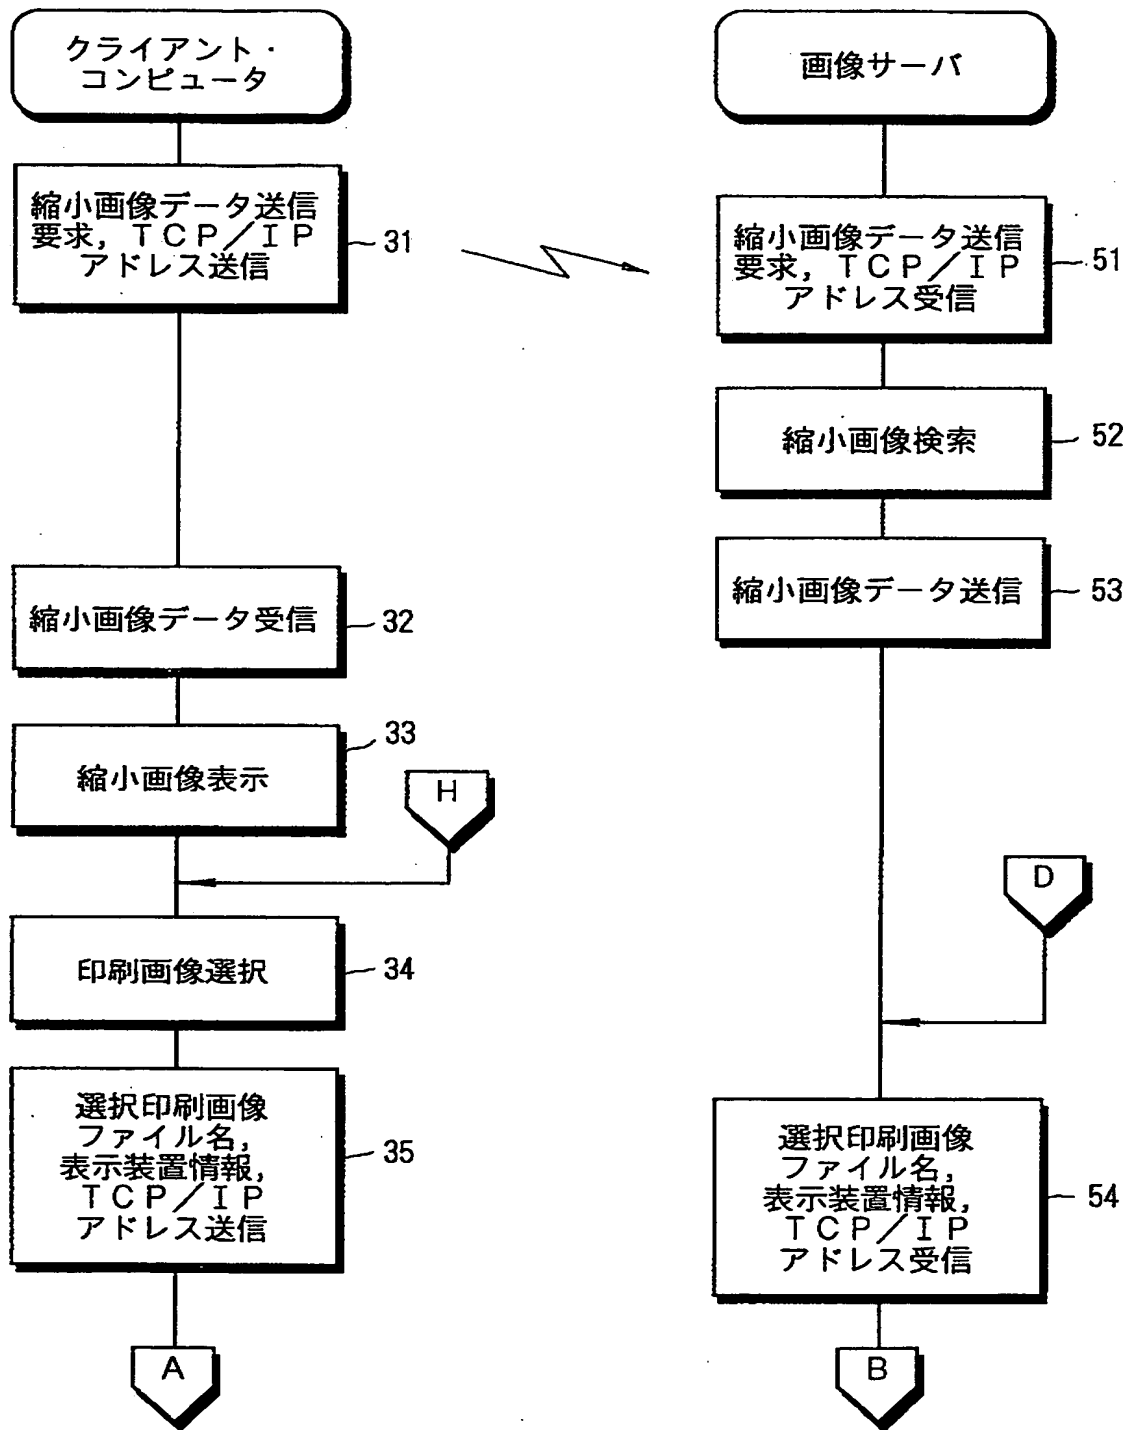 クライアント・
コンピュータ
縮小画像データ送信
要求，ＴＣＰ／ＩＰ
アドレス送信
31
縮小画像データ受信
32
縮小画像表示
33
H
印刷画像選択
34
選択印刷画像
ファイル名，
表示装置情報，
ＴＣＰ／ＩＰ
アドレス送信
35
A
画像サーバ
縮小画像データ送信
要求，ＴＣＰ／ＩＰ
アドレス受信
51
縮小画像検索
52
縮小画像データ送信
53
D
選択印刷画像
ファイル名，
表示装置情報，
ＴＣＰ／ＩＰ
アドレス受信
54
B